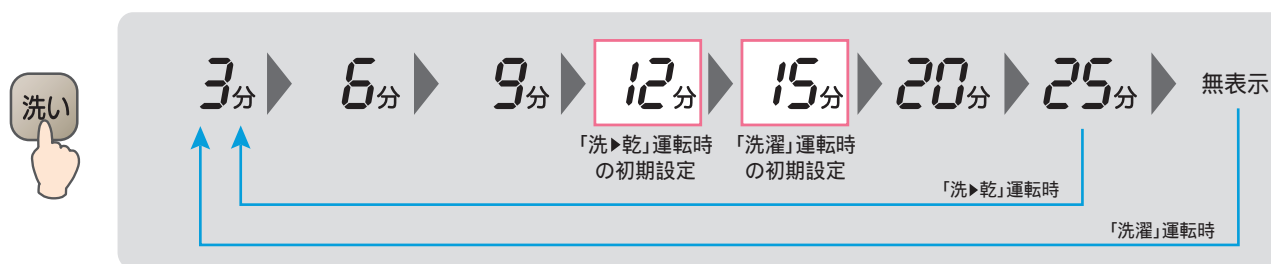 洗い
3分 6分 9分 12分 15分 20分 25分 無表示
「洗▶乾」運転時
の初期設定
「洗濯」運転時
の初期設定
「洗▶乾」運転時
「洗濯」運転時